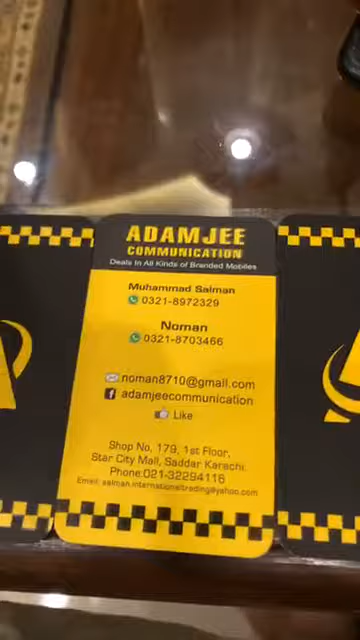 ADAMJEE
COMMUNICATION
Deals In All Kinds of Branded Mobiles
Muhammad Salman
0321-8972329
Noman
0321-8703466
noman8710@gmail.com
adamjeecommunication
Like
Shop No, 179, 1st Floor,
Star City Mall, Saddar Karachi.
Phone:021-32294116
Email: salman.internationaltrading@yahoo.com